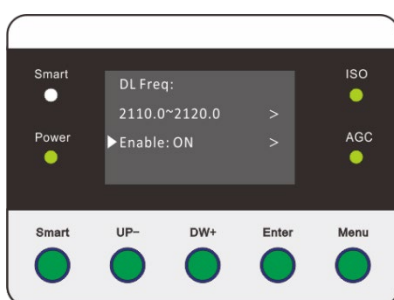 Smart
ISO
DL Freq:
2110.0~2120.0 >
Power
Enable: ON >
AGC
Smart UP− DW+ Enter Menu